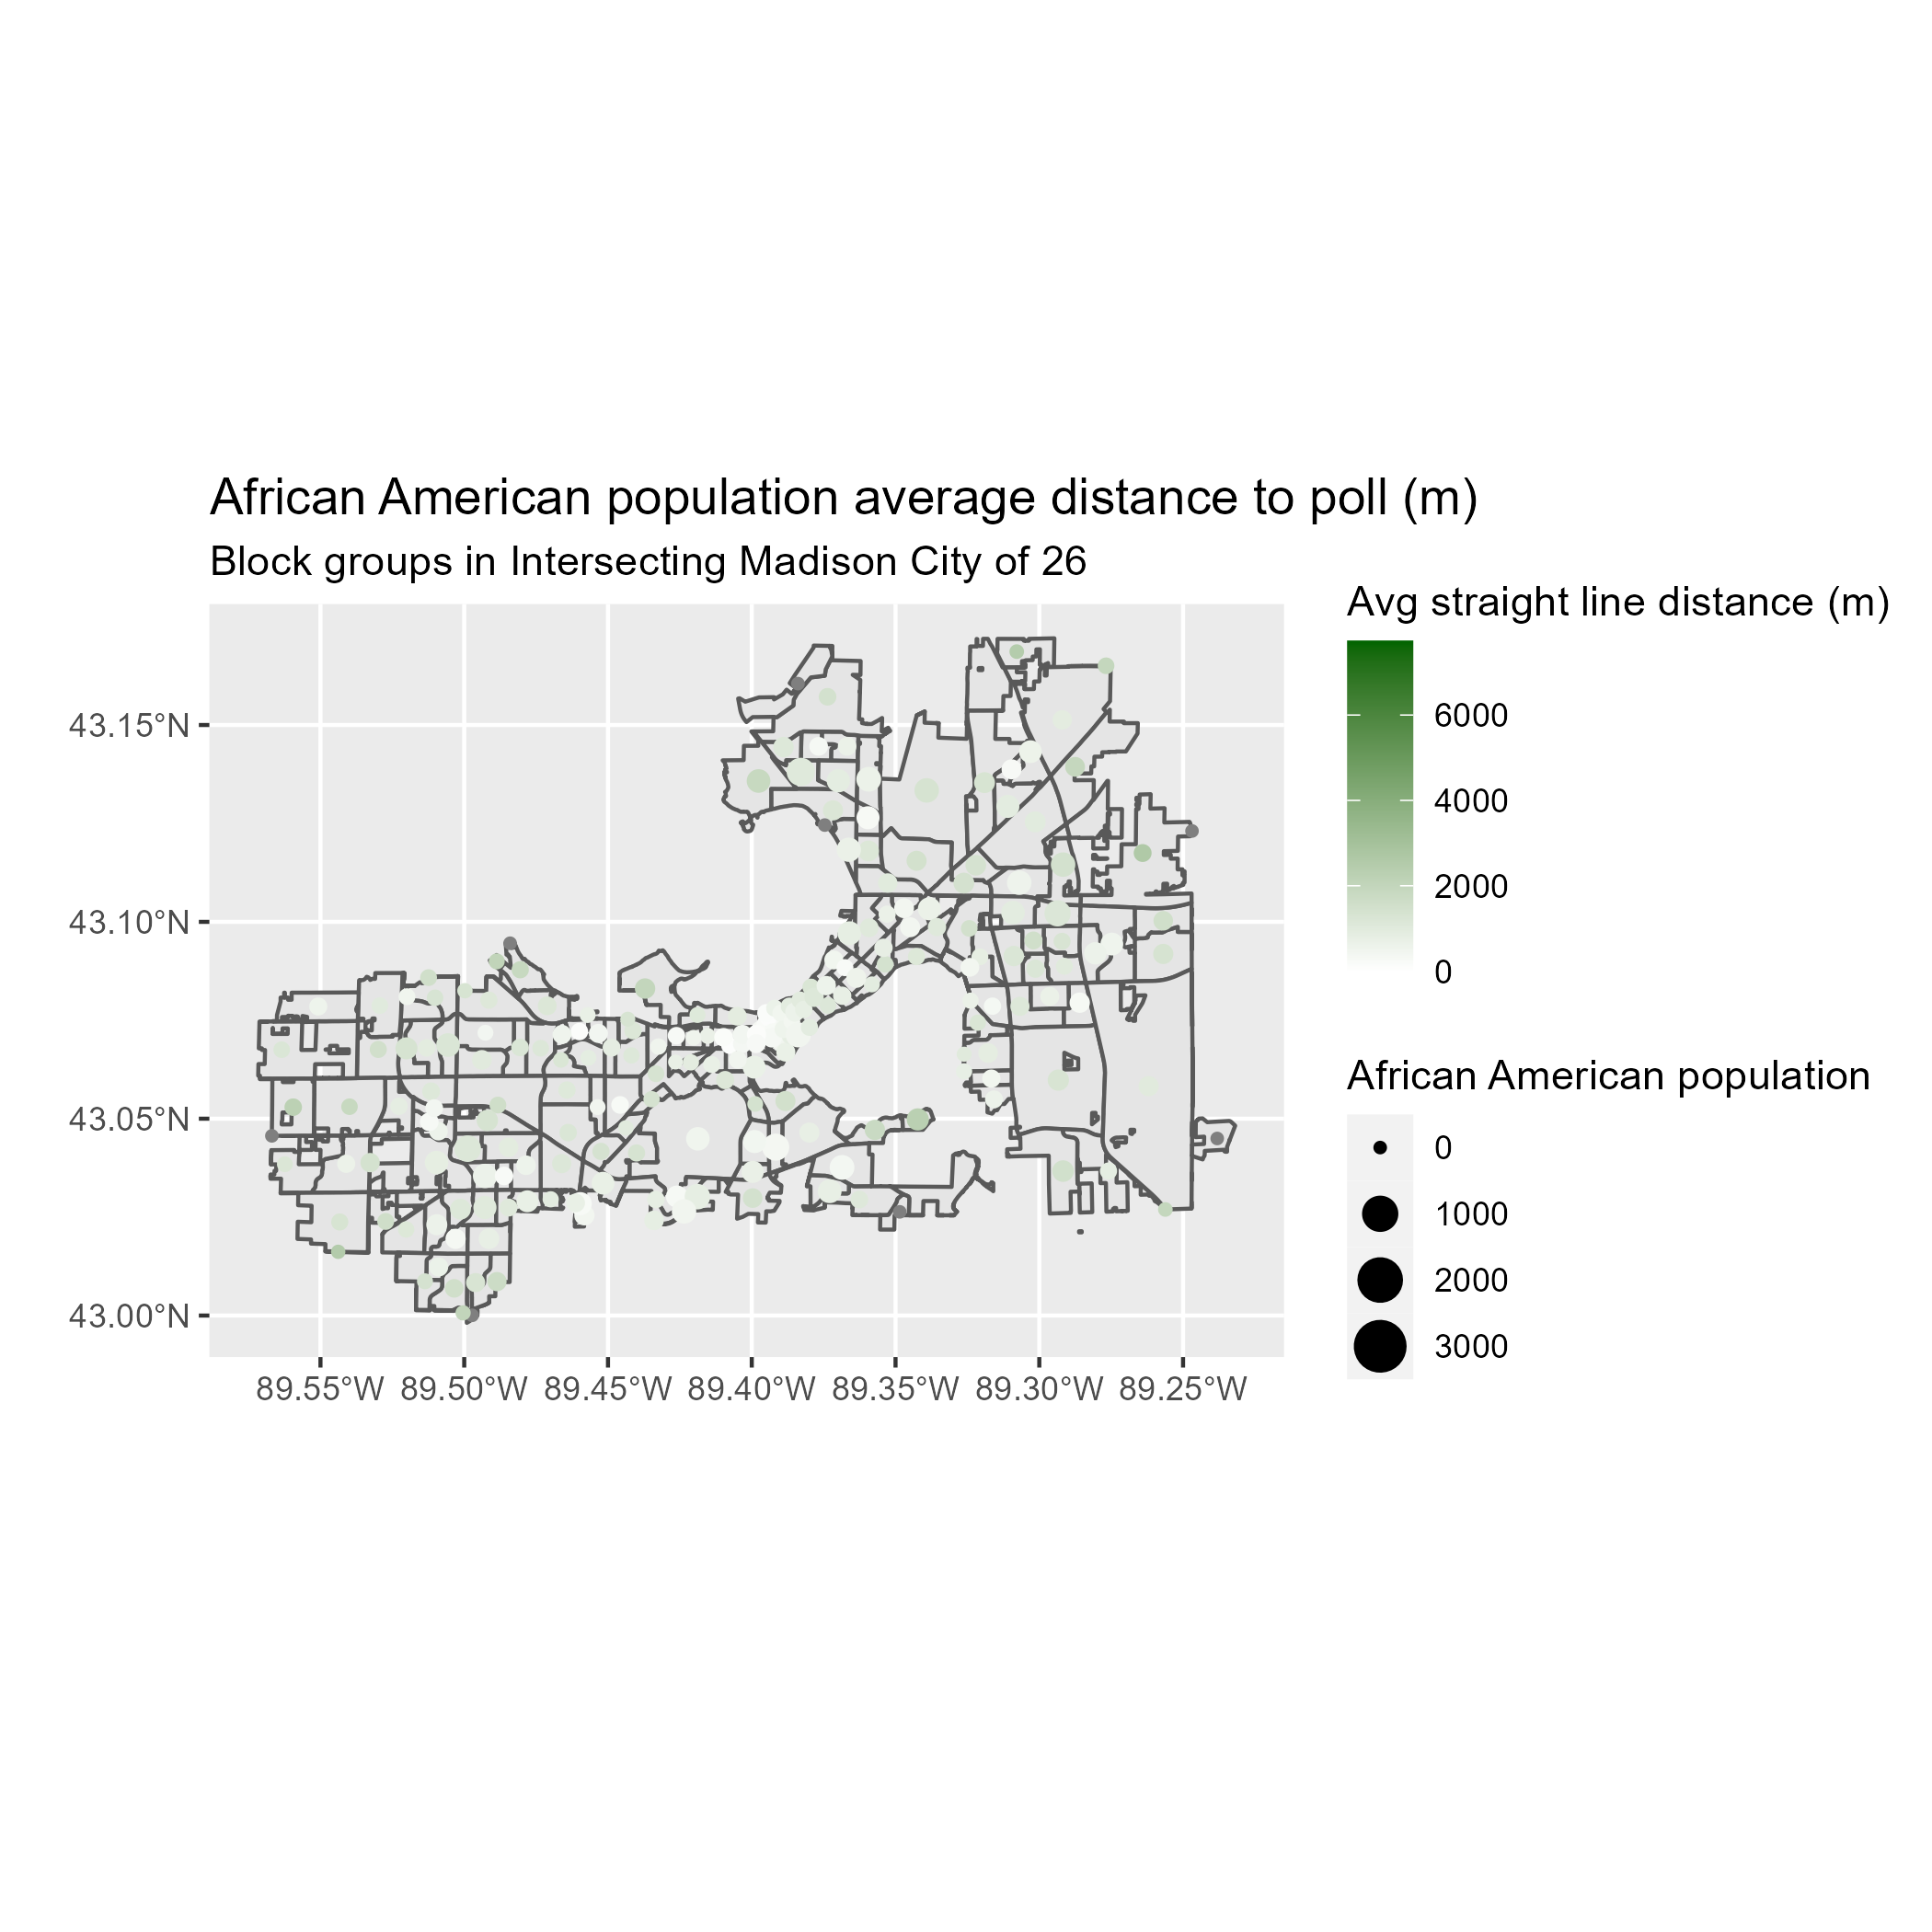 African American population average distance to poll (m)
Block groups in Intersecting Madison City of 26
Avg straight line distance (m)
6000
4000
2000
0
African American population
0
1000
2000
3000
43.15°N
43.10°N
43.05°N
43.00°N
89.55°W 89.50°W 89.45°W 89.40°W 89.35°W 89.30°W 89.25°W